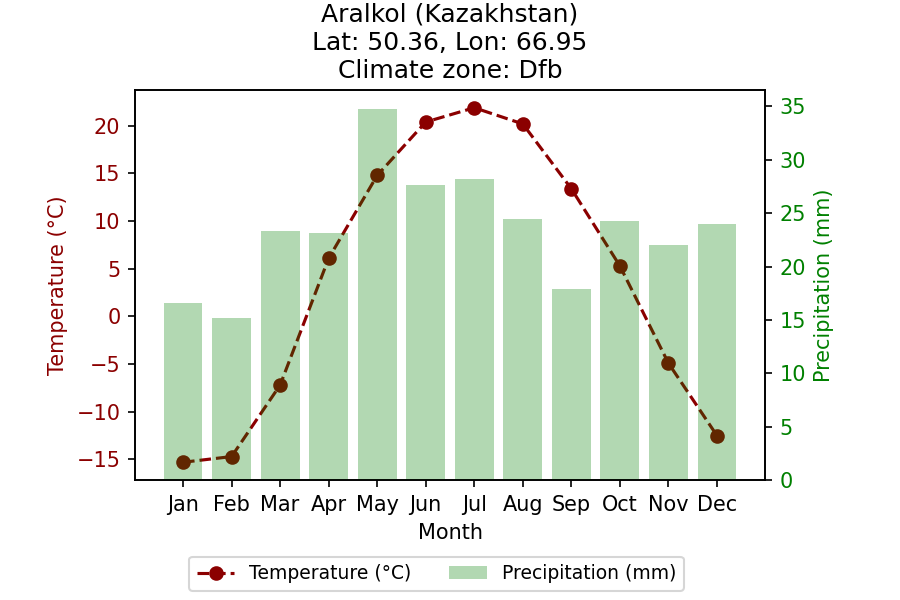 Aralkol (Kazakhstan)
Lat: 50.36, Lon: 66.95
Climate zone: Dfb
Temperature (°C)
20
15
10
5
0
−5
−10
−15
35
30
25
20
15
10
5
0
Precipitation (mm)
Jan Feb Mar Apr May Jun Jul Aug Sep Oct Nov Dec
Month
Temperature (°C) Precipitation (mm)